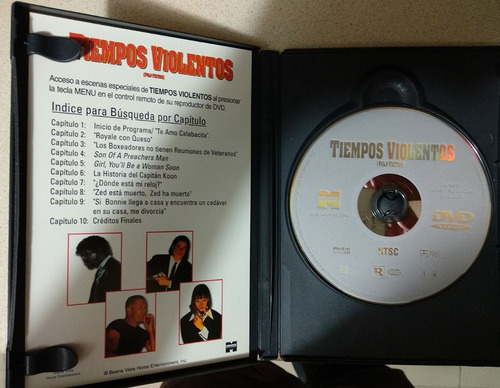 TIEMPOS VIOLENTOS
(PULP FICTION)
Acceso a escenas especiales de TIEMPOS VIOLENTOS al presionar
la tecla MENU en el control remoto de su reproductor de DVD.
Indice para Búsqueda por Capítulo
Capítulo 1: Inicio de Programa/ "Te Amo Calabacita".
Capítulo 2: "Royale con Queso"
Capítulo 3: "Los Boxeadores no tienen Reuniones de Veteranos"
Capítulo 4: Son Of A Preachers Man
Capítulo 5: Girl, You'll Be a Woman Soon
Capítulo 6: La Historia del Capitán Koon
Capítulo 7: "¿Dónde está mi reloj?"
Capítulo 8: "Zed está muerto, Zed ha muerto"
Capítulo 9: "Si Bonnie llega a casa y encuentra un cadáver
en su casa, me divorcia"
Capítulo 10: Créditos Finales
© Buena Vista Home Entertainment, Inc.
TIEMPOS VIOLENTOS
(PULP FICTION)
DVD
VIDEO
NTSC
R